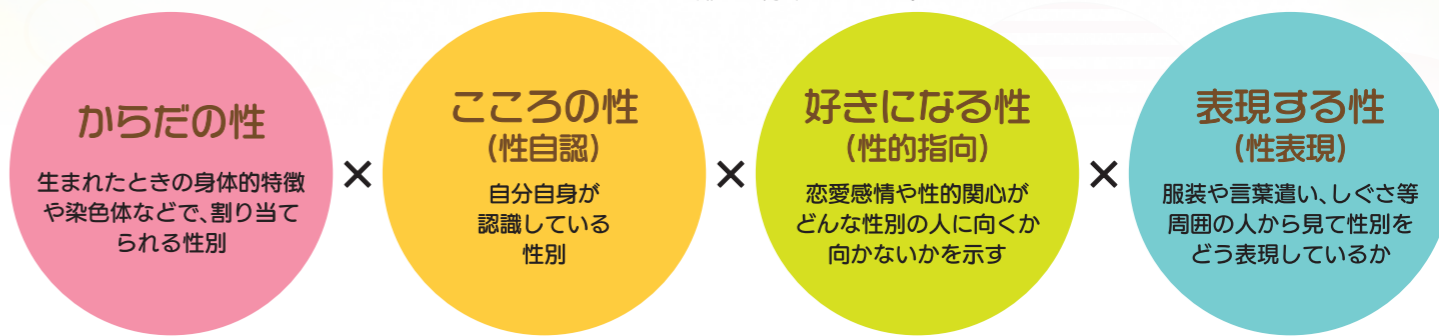 からだの性
生まれたときの身体的特徴
や染色体などで、割り当て
られる性別
×
こころの性
(性自認)
自分自身が
認識している
性別
×
好きになる性
(性的指向)
恋愛感情や性的関心が
どんな性別の人に向くか
向かないかを示す
×
表現する性
(性表現)
服装や言葉遣い、しぐさ等
周囲の人から見て性別を
どう表現しているか